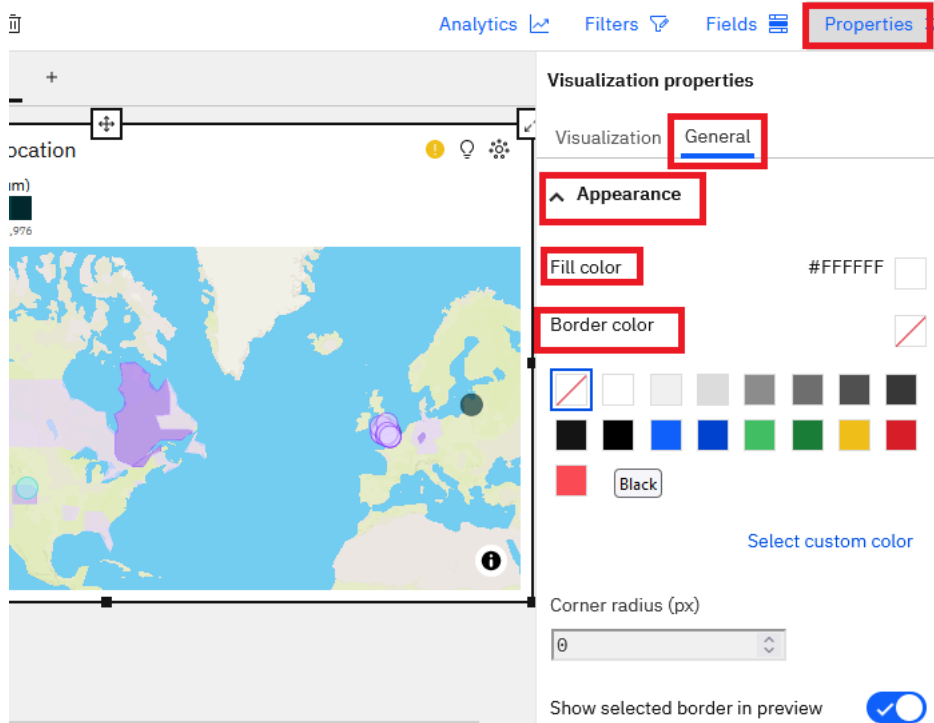 Analytics Filters Fields Properties
+
Visualization properties
ocation
Visualization General
um)
,976
Appearance
Fill color #FFFFFF
Border color
Black
Select custom color
Corner radius (px)
0
Show selected border in preview